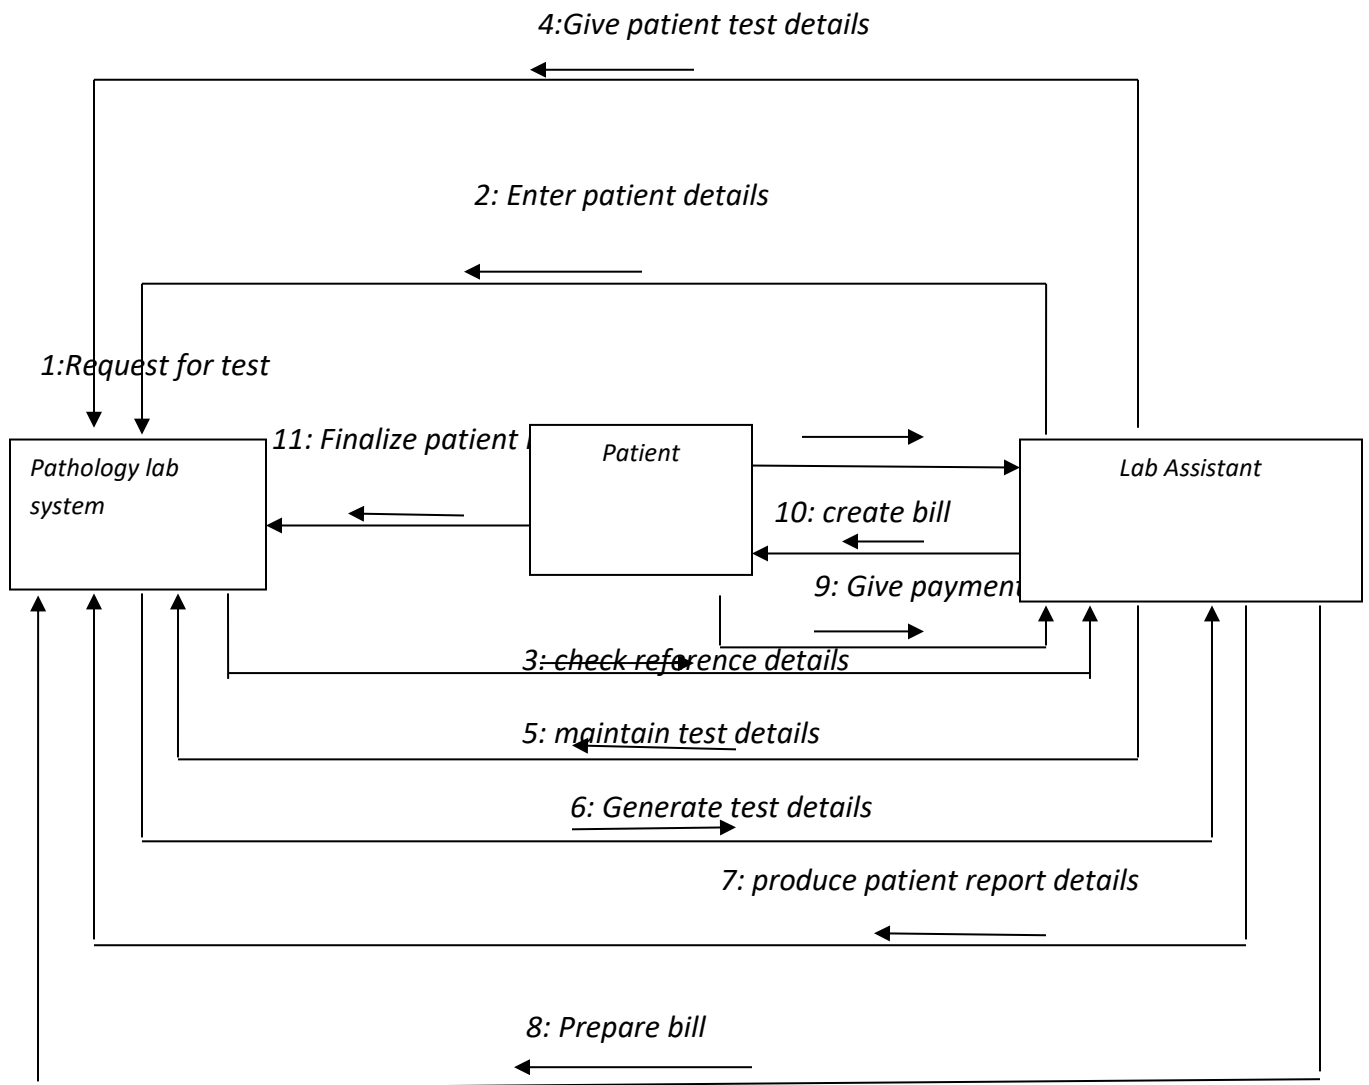 4:Give patient test details
2: Enter patient details
1:Request for test
11: Finalize patient
Patient
Pathology lab
system
Lab Assistant
10: create bill
9: Give payment
3: check reference details
5: maintain test details
6: Generate test details
7: produce patient report details
8: Prepare bill